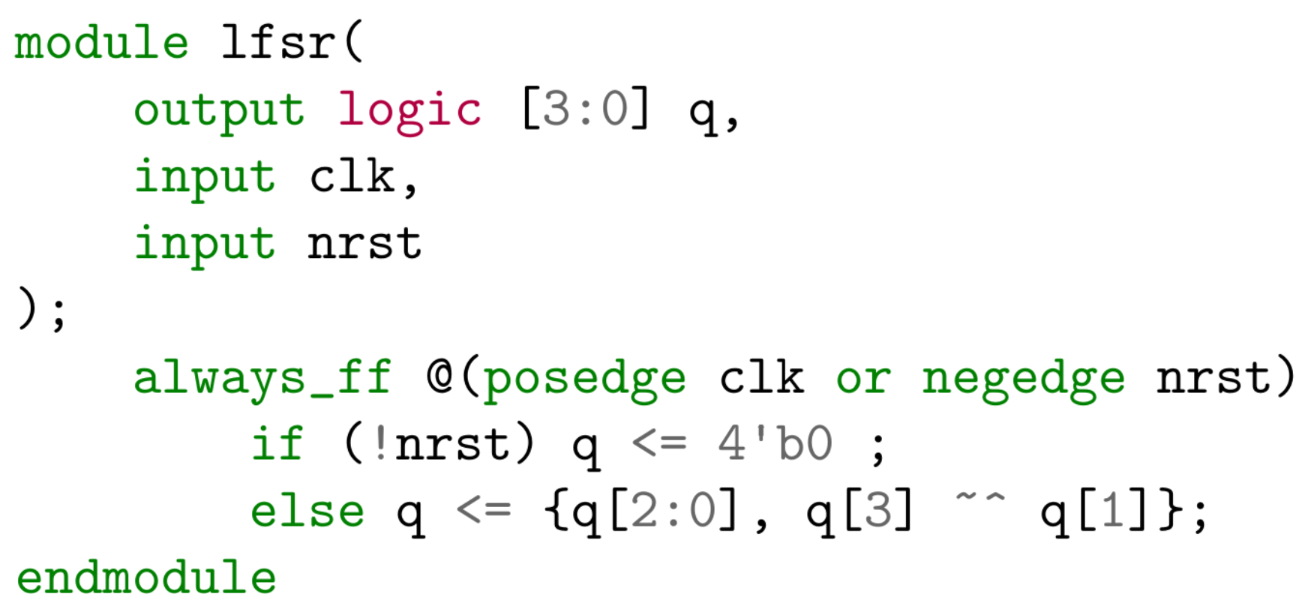 module lfsr(
    output logic [3:0] q,
    input clk,
    input nrst
);
    always_ff @(posedge clk or negedge nrst)
        if (!nrst) q <= 4'b0 ;
        else q <= {q[2:0], q[3] ~^ q[1]};
endmodule